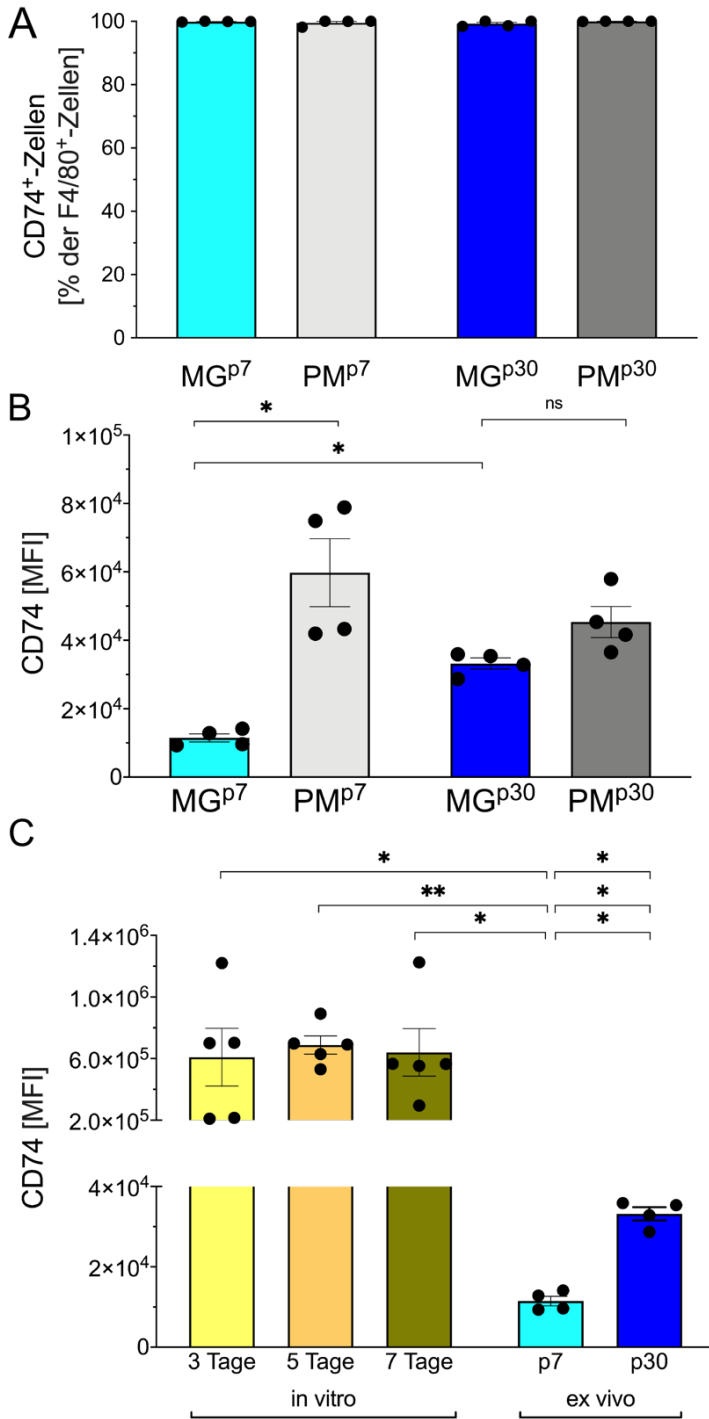 A
CD74⁺-Zellen
[% der F4/80⁺-Zellen]
100
80
60
40
20
0
MGᵖ⁷ PMᵖ⁷ MGᵖ³⁰ PMᵖ³⁰
B
* ns
*
CD74 [MFI]
1×10⁵
8×10⁴
6×10⁴
4×10⁴
2×10⁴
0
MGᵖ⁷ PMᵖ⁷ MGᵖ³⁰ PMᵖ³⁰
C
* *
** *
* *
CD74 [MFI]
1.4×10⁶
1.0×10⁶
6.0×10⁵
2.0×10⁵
4×10⁴
2×10⁴
0
3 Tage 5 Tage 7 Tage p7 p30
in vitro ex vivo